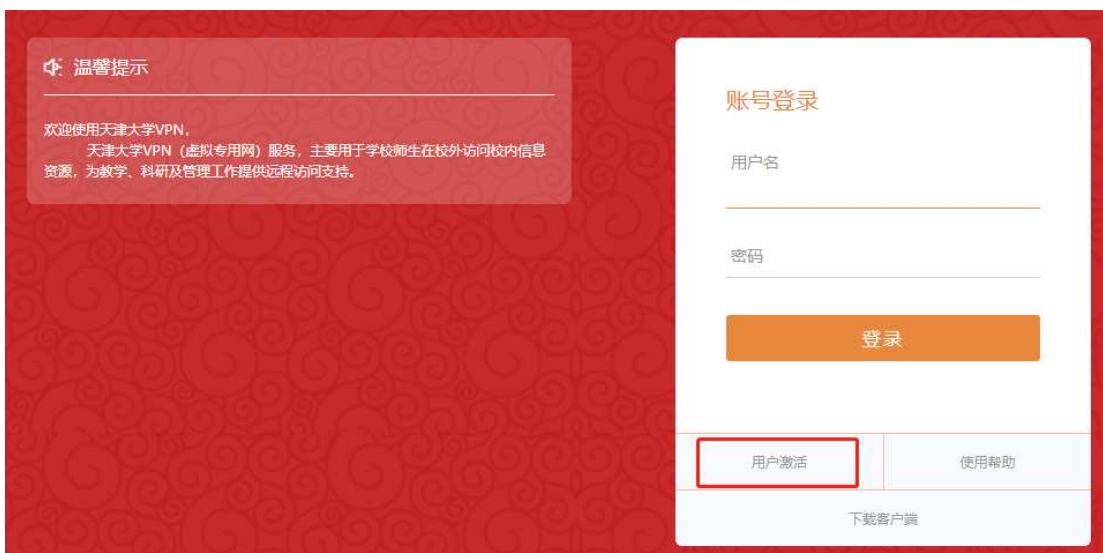 温馨提示
欢迎使用天津大学VPN，
天津大学VPN（虚拟专用网）服务，主要用于学校师生在校外访问校内信息
资源，为教学、科研及管理工作提供远程访问支持。
账号登录
用户名
密码
登录
用户激活
使用帮助
下载客户端